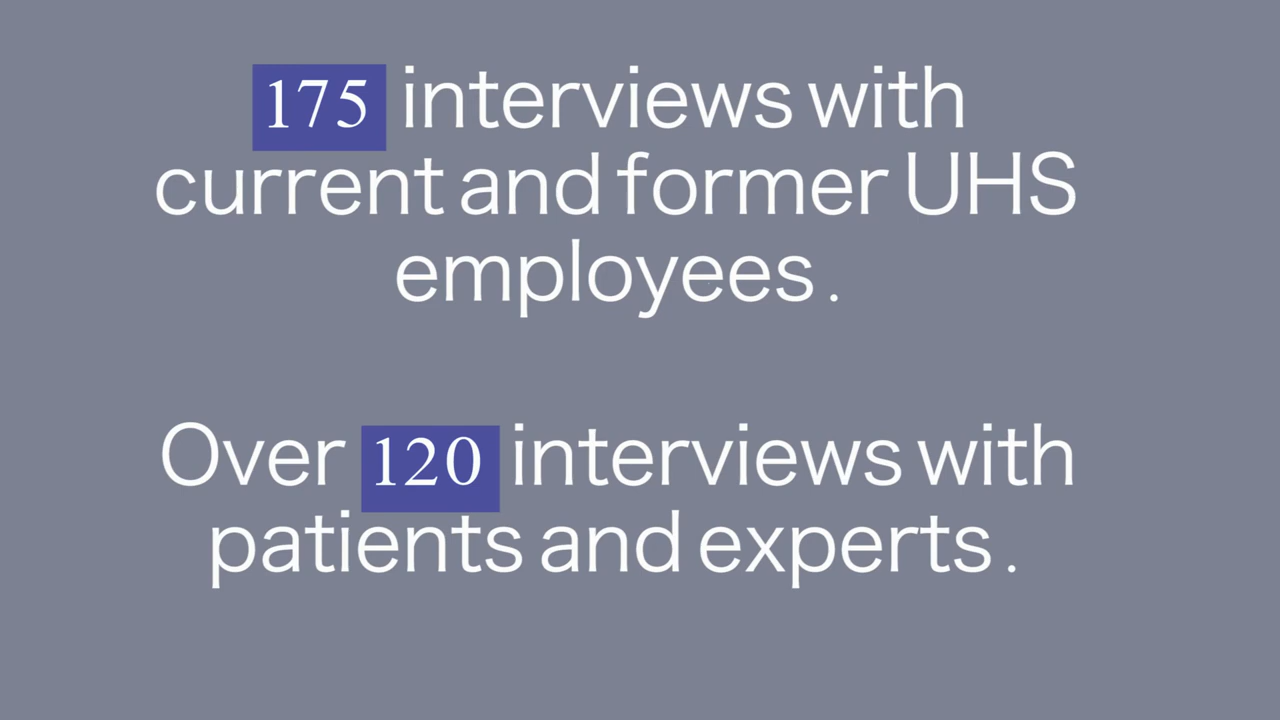 175 interviews with
current and former UHS
employees.

Over 120 interviews with
patients and experts.